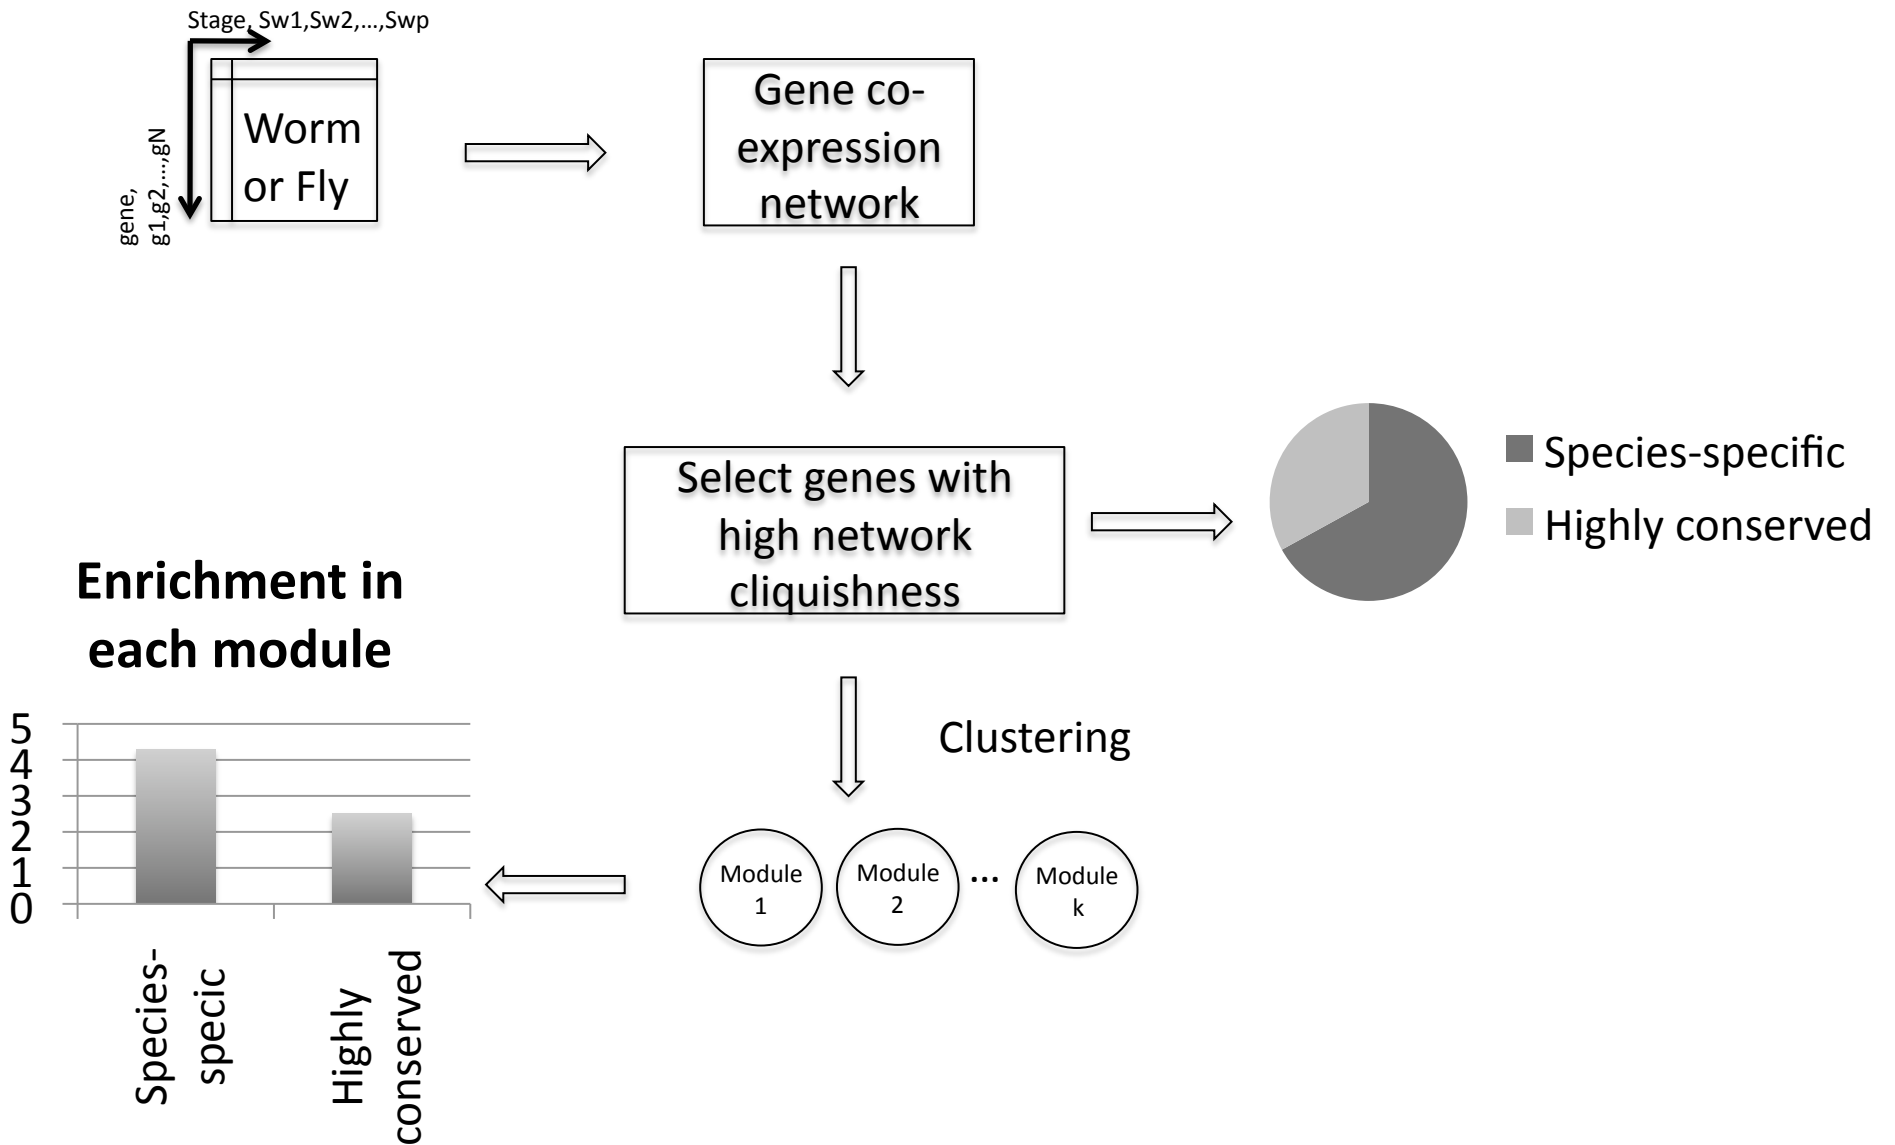 Stage, Sw1,Sw2,...,Swp
gene,
g1,g2,....,gN
Worm
or Fly
Gene co-
expression
network
Select genes with
high network
cliquishness
Species-specific
Highly conserved
Clustering
Module
1
Module
2
...
Module
k
Enrichment in
each module
5
4
3
2
1
0
Species-
specic
Highly
conserved